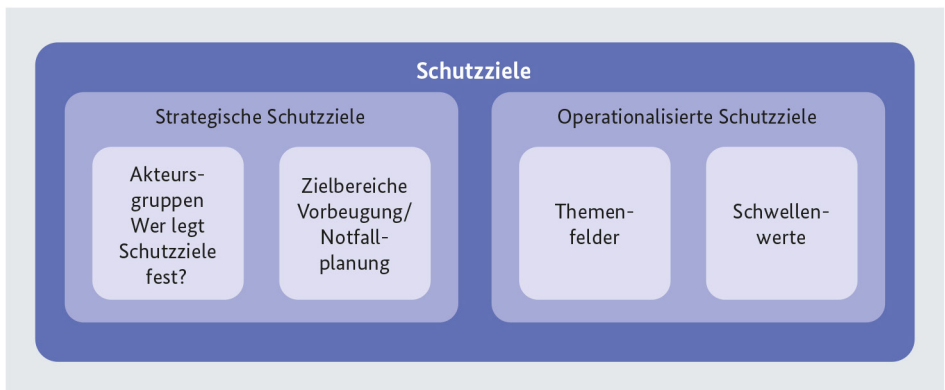 Schutzziele
Strategische Schutzziele
Akteurs-
gruppen
Wer legt
Schutzziele
fest?
Zielbereiche
Vorbeugung/
Notfall-
planung
Operationalisierte Schutzziele
Themen-
felder
Schwellen-
werte